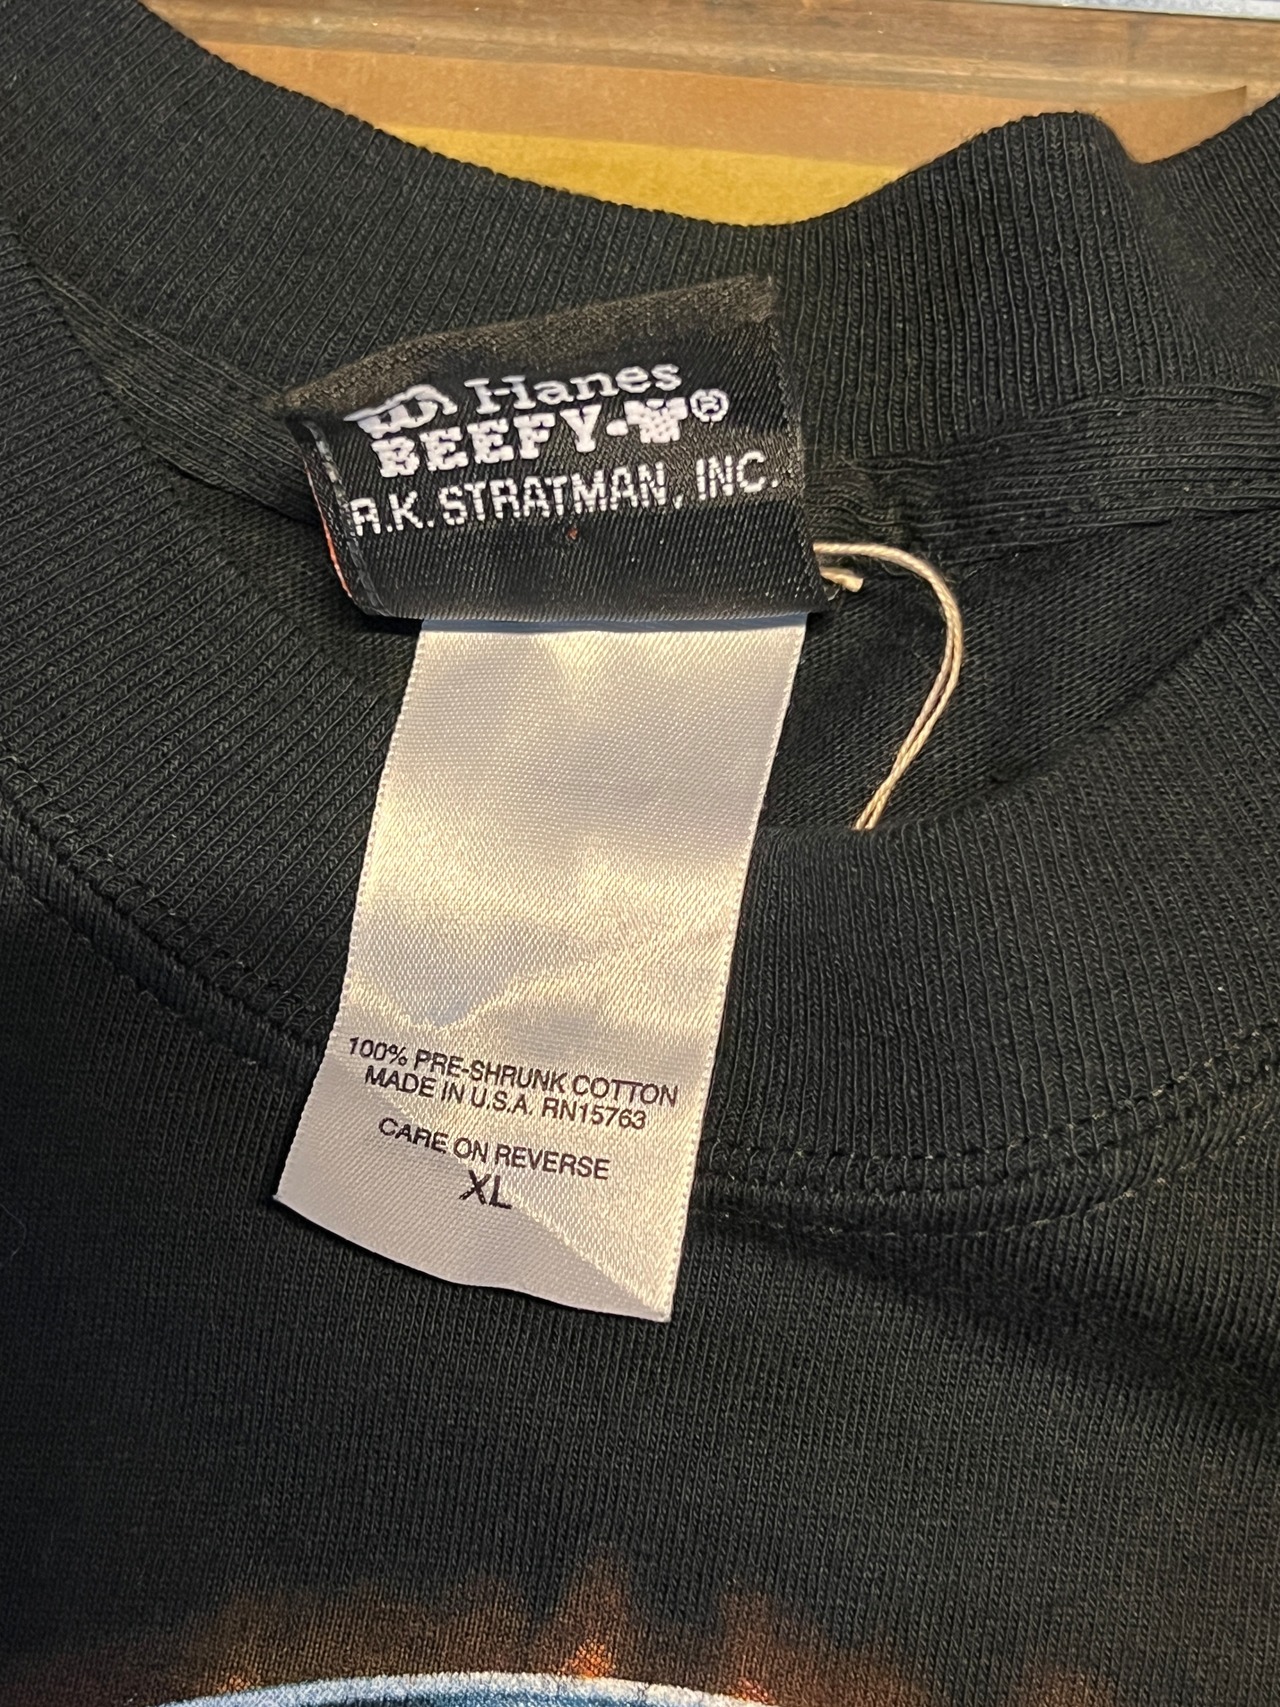 Hanes
BEEFY-T®
R.K. STRATMAN, INC.
100% PRE-SHRUNK COTTON
MADE IN U.S.A. RN15763
CARE ON REVERSE
XL